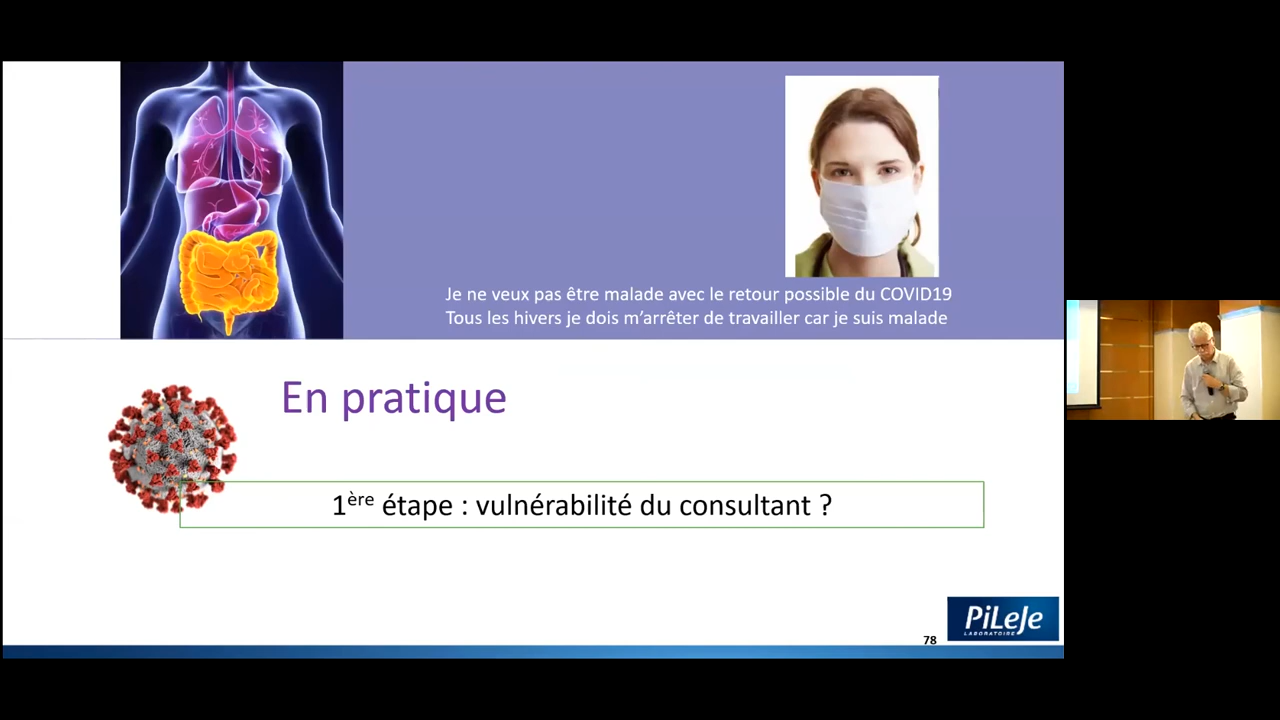 Je ne veux pas être malade avec le retour possible du COVID19
Tous les hivers je dois m’arrêter de travailler car je suis malade
En pratique
1ère étape : vulnérabilité du consultant ?
PiLeJe
LABORATOIRE
78